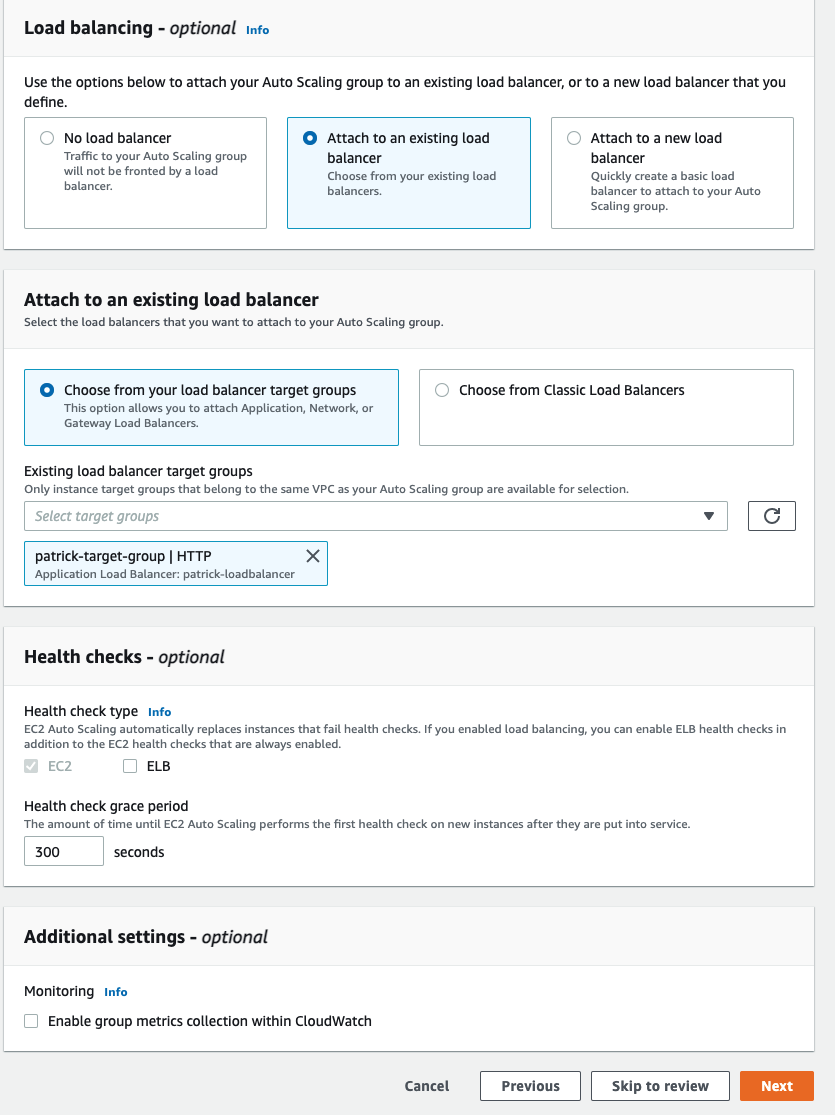 Load balancing - optional Info
Use the options below to attach your Auto Scaling group to an existing load balancer, or to a new load balancer that you
define.
No load balancer
Traffic to your Auto Scaling group
will not be fronted by a load
balancer.
Attach to an existing load
balancer
Choose from your existing load
balancers.
Attach to a new load
balancer
Quickly create a basic load
balancer to attach to your Auto
Scaling group.
Attach to an existing load balancer
Select the load balancers that you want to attach to your Auto Scaling group.
Choose from your load balancer target groups
This option allows you to attach Application, Network, or
Gateway Load Balancers.
Choose from Classic Load Balancers
Existing load balancer target groups
Only instance target groups that belong to the same VPC as your Auto Scaling group are available for selection.
Select target groups
patrick-target-group | HTTP
Application Load Balancer: patrick-loadbalancer
Health checks - optional
Health check type Info
EC2 Auto Scaling automatically replaces instances that fail health checks. If you enabled load balancing, you can enable ELB health checks in
addition to the EC2 health checks that are always enabled.
EC2 ELB
Health check grace period
The amount of time until EC2 Auto Scaling performs the first health check on new instances after they are put into service.
300 seconds
Additional settings - optional
Monitoring Info
Enable group metrics collection within CloudWatch
Cancel Previous Skip to review Next